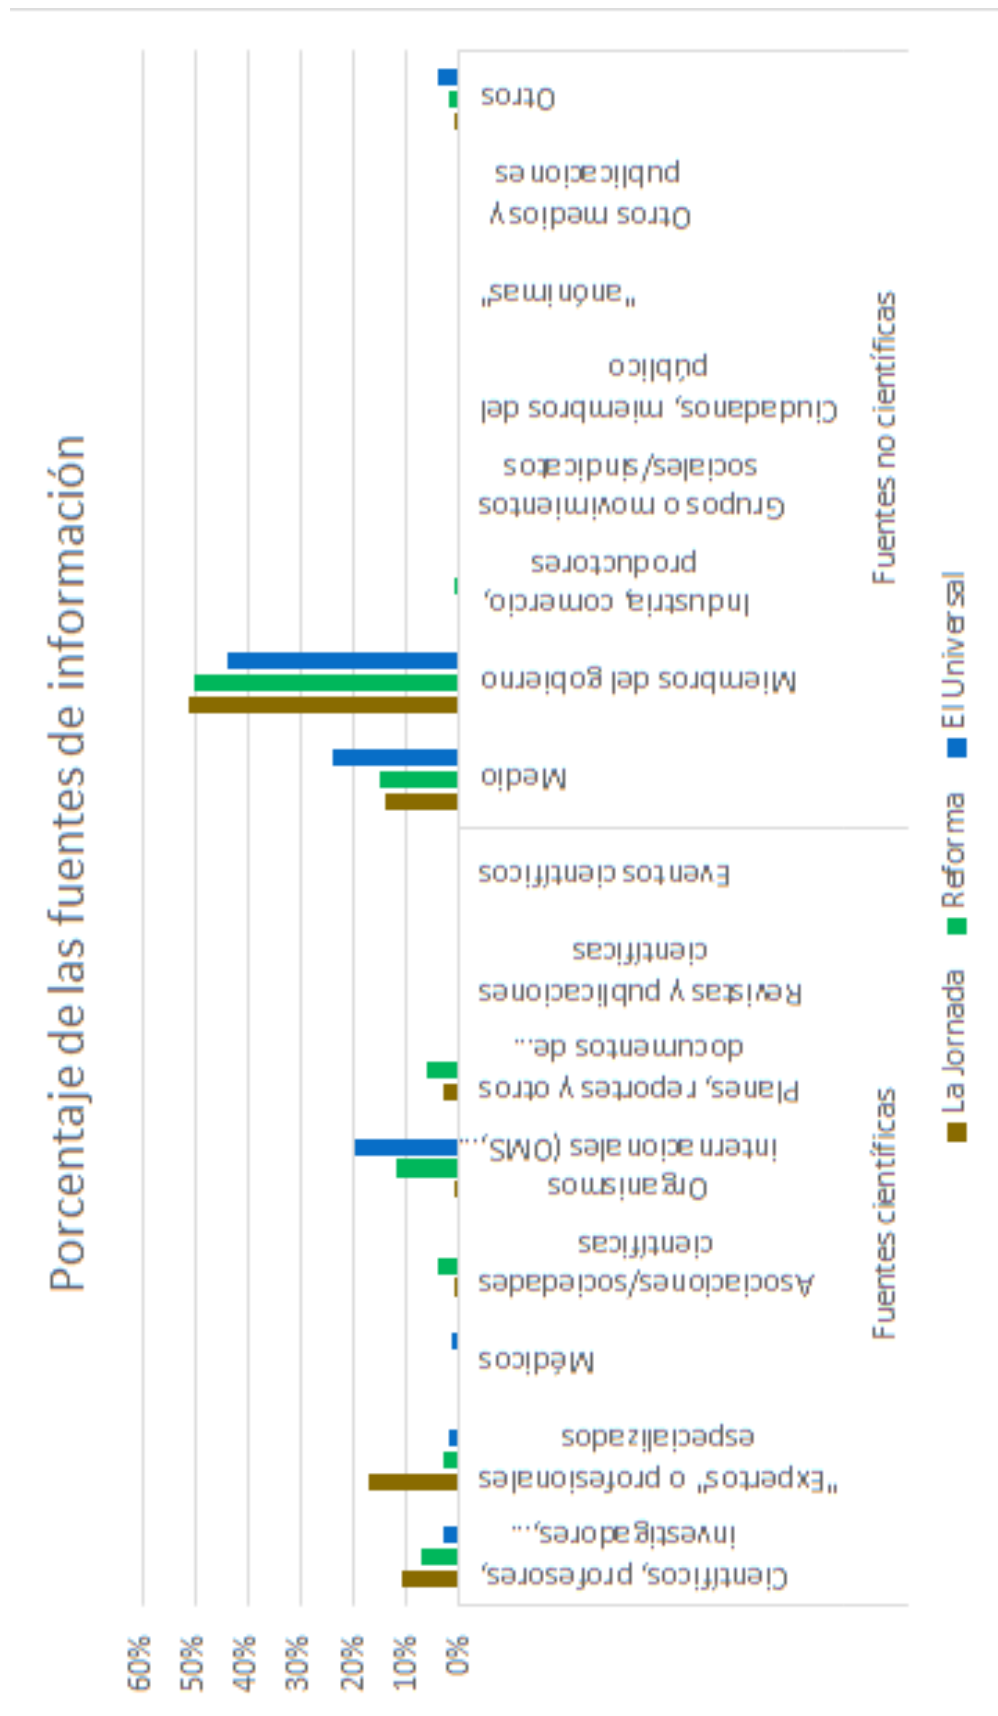 Porcentaje de las fuentes de información
60%
50%
40%
30%
20%
10%
0%
Científicos, profesores,
investigadores,...
"Expertos" o profesionales
especializados
Médicos
Asociaciones/sociedades
científicas
Organismos
internacionales (OMS,...
Planes, reportes y otros
documentos de...
Revistas y publicaciones
científicas
Eventos científicos
Medio
Miembros del gobierno
Industria, comercio,
productores
Grupos o movimientos
sociales/sindicatos
Ciudadanos, miembros del
público
"anónimas"
Otros medios y
publicaciones
Otros
Fuentes científicas
Fuentes no científicas
La Jornada
Reforma
El Universal